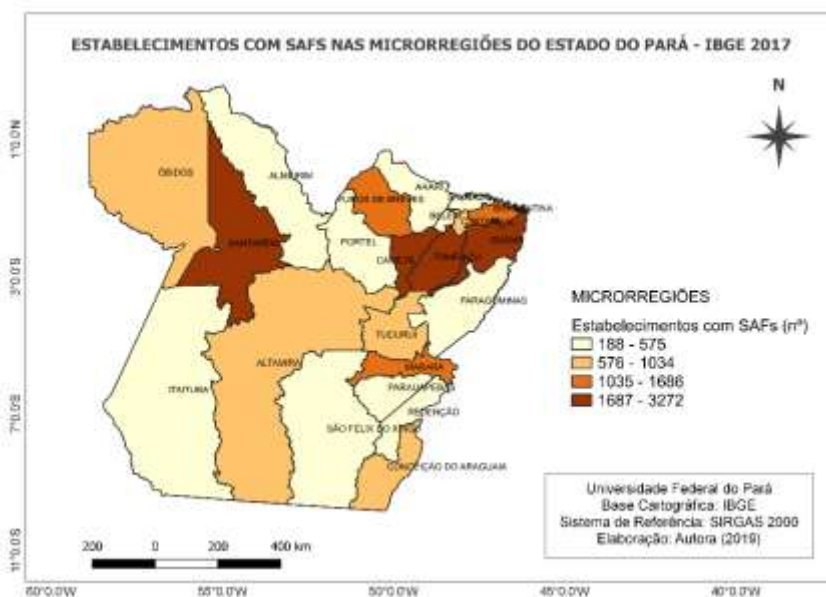 ESTABELECIMENTOS COM SAFS NAS MICRORREGIÕES DO ESTADO DO PARÁ - IBGE 2017
N
1°0.0'N
3°0.0'S
7°0.0'S
11°0.0'S
ÓBIDOS
ALMEIRIM
SANTARÉM
FUROS DE BREVES
ARARI
BELÉM
PORTEL
CAMETÁ
PARAGOMINAS
TUCURUÍ
ALTAMIRA
ITAITUBA
MARABÁ
PARAUAPEBAS
REDENÇÃO
SÃO FÉLIX DO XINGU
CONCEIÇÃO DO ARAGUAIA
MICRORREGIÕES
Estabelecimentos com SAFs (nº)
188 - 575
576 - 1034
1035 - 1686
1687 - 3272
Universidade Federal do Pará
Base Cartográfica: IBGE
Sistema de Referência: SIRGAS 2000
Elaboração: Autora (2019)
200 0 200 400 km
60°0.0'W 55°0.0'W 50°0.0'W 45°0.0'W 40°0.0'W